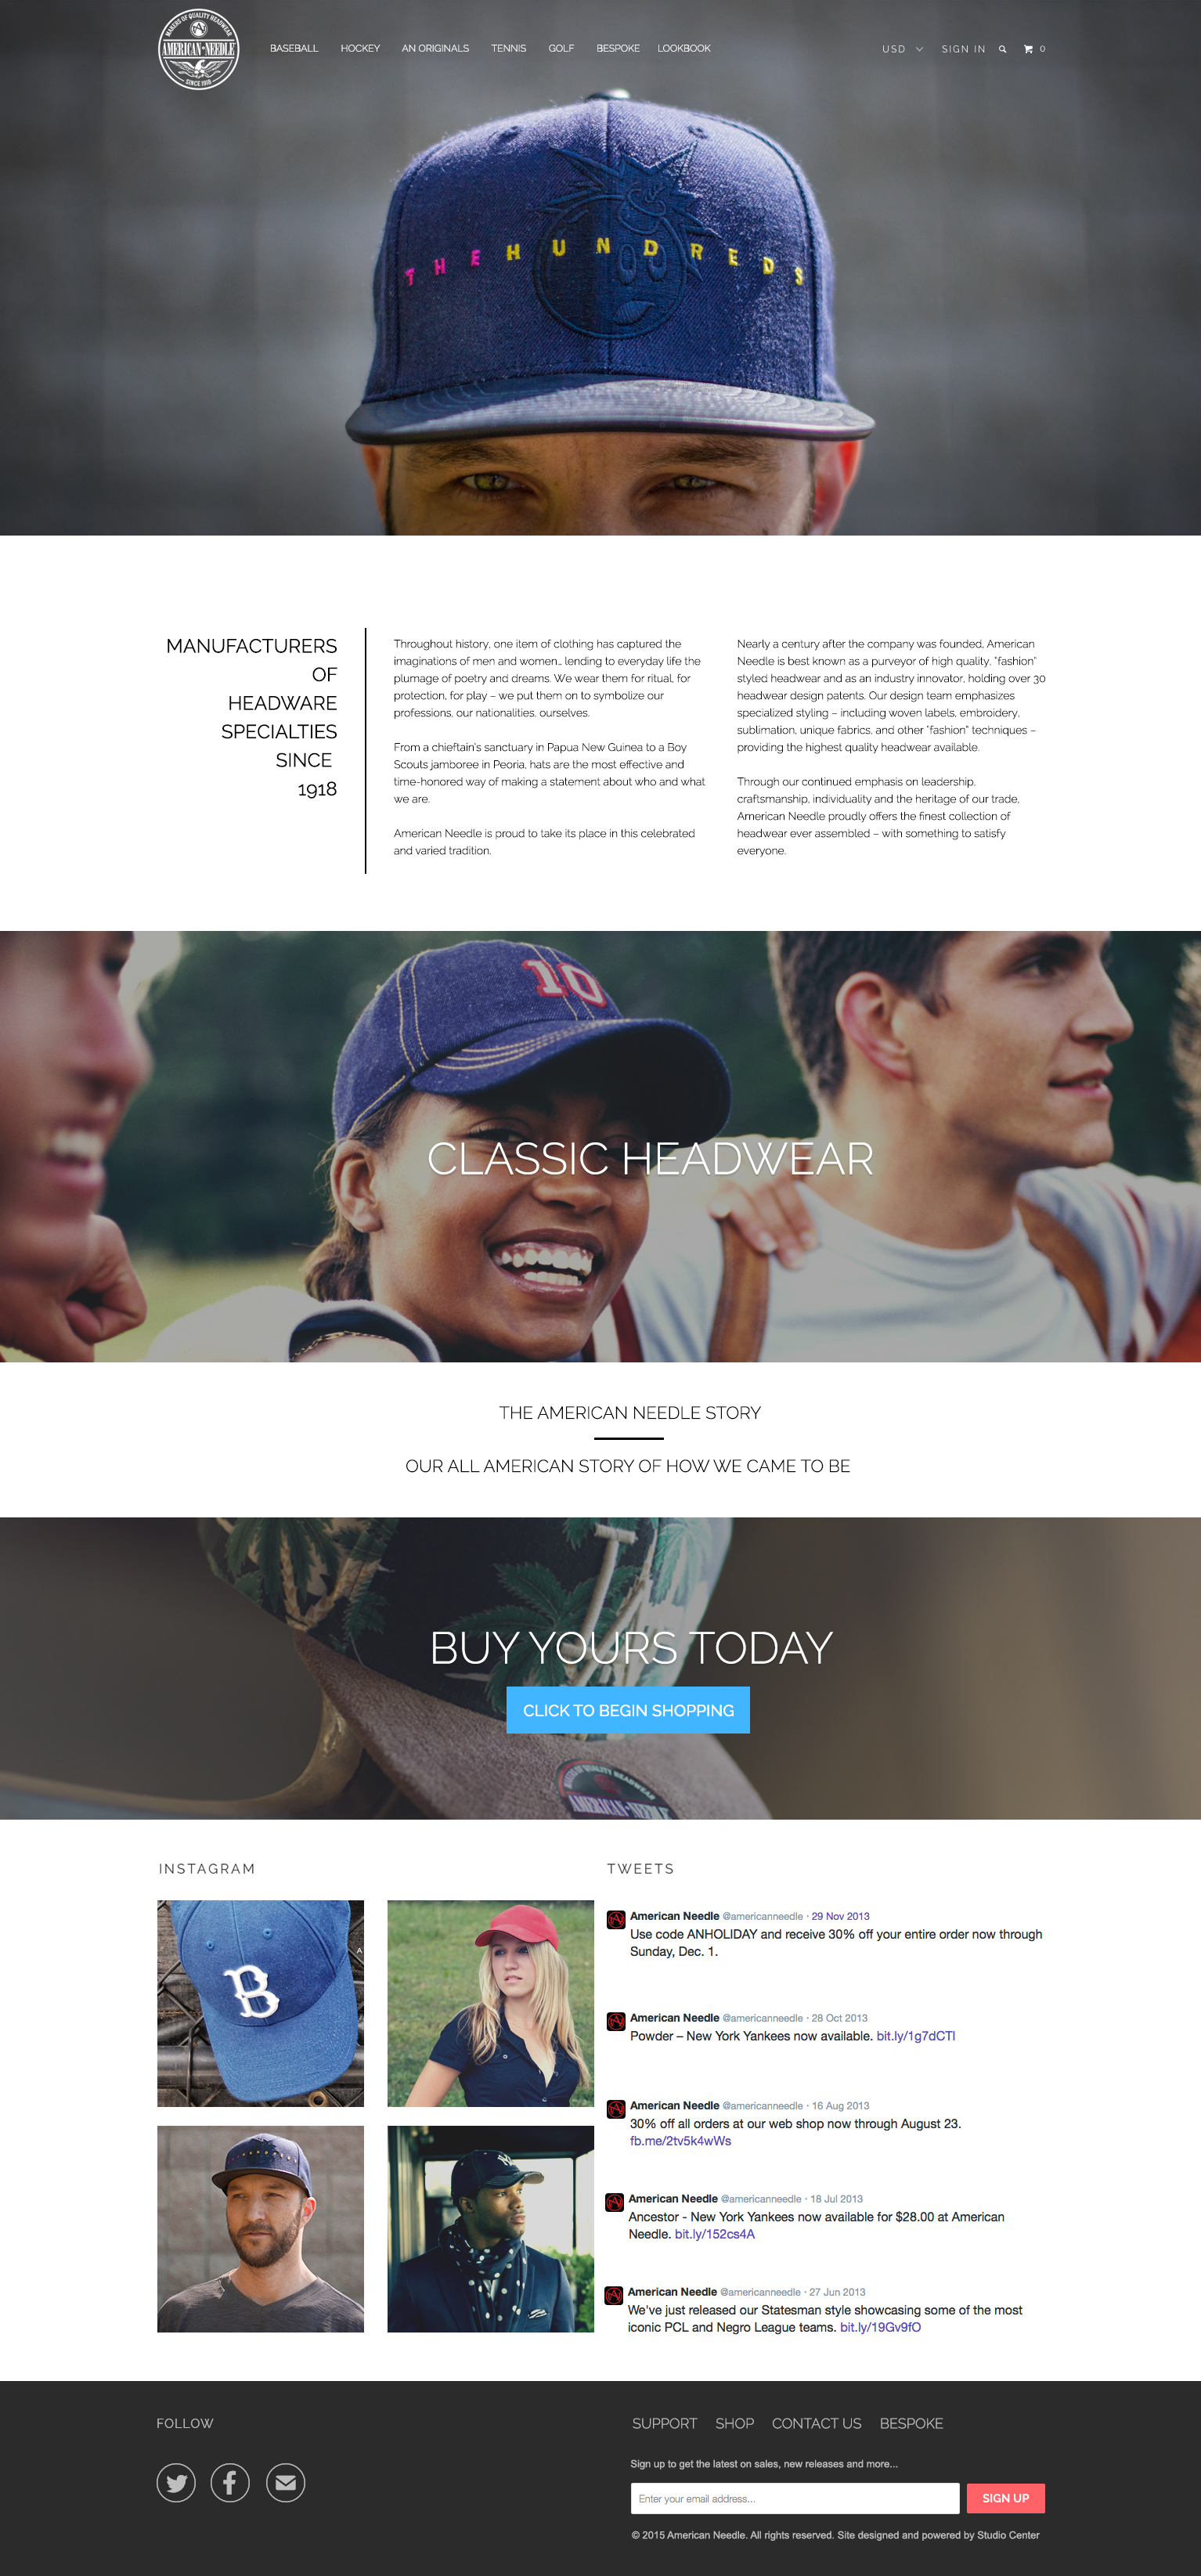 MAKERS OF QUALITY HEADWEAR
AMERICAN NEEDLE
SINCE 1918
BASEBALL HOCKEY AN ORIGINALS TENNIS GOLF BESPOKE LOOKBOOK
USD SIGN IN 0
THE HUNDREDS
MANUFACTURERS
OF
HEADWARE
SPECIALTIES
SINCE
1918
Throughout history, one item of clothing has captured the
imaginations of men and women... lending to everyday life the
plumage of poetry and dreams. We wear them for ritual, for
protection, for play – we put them on to symbolize our
professions, our nationalities, ourselves.
From a chieftain's sanctuary in Papua New Guinea to a Boy
Scouts jamboree in Peoria, hats are the most effective and
time-honored way of making a statement about who and what
we are.
American Needle is proud to take its place in this celebrated
and varied tradition.
Nearly a century after the company was founded, American
Needle is best known as a purveyor of high quality, "fashion"
styled headwear and as an industry innovator, holding over 30
headwear design patents. Our design team emphasizes
specialized styling – including woven labels, embroidery,
sublimation, unique fabrics, and other "fashion" techniques –
providing the highest quality headwear available.
Through our continued emphasis on leadership,
craftsmanship, individuality and the heritage of our trade,
American Needle proudly offers the finest collection of
headwear ever assembled – with something to satisfy
everyone.
10
CLASSIC HEADWEAR
THE AMERICAN NEEDLE STORY
OUR ALL AMERICAN STORY OF HOW WE CAME TO BE
BUY YOURS TODAY
CLICK TO BEGIN SHOPPING
MAKERS OF QUALITY HEADWEAR
AMERICAN NEEDLE
INSTAGRAM
B
A
TWEETS
American Needle @americanneedle · 29 Nov 2013
Use code ANHOLIDAY and receive 30% off your entire order now through
Sunday, Dec. 1.
American Needle @americanneedle · 28 Oct 2013
Powder – New York Yankees now available. bit.ly/1g7dCTl
American Needle @americanneedle · 16 Aug 2013
30% off all orders at our web shop now through August 23.
fb.me/2tv5k4wWs
American Needle @americanneedle · 18 Jul 2013
Ancestor - New York Yankees now available for $28.00 at American
Needle. bit.ly/152cs4A
American Needle @americanneedle · 27 Jun 2013
We've just released our Statesman style showcasing some of the most
iconic PCL and Negro League teams. bit.ly/19Gv9fO
FOLLOW
SUPPORT SHOP CONTACT US BESPOKE
Sign up to get the latest on sales, new releases and more...
Enter your email address...
SIGN UP
© 2015 American Needle. All rights reserved. Site designed and powered by Studio Center